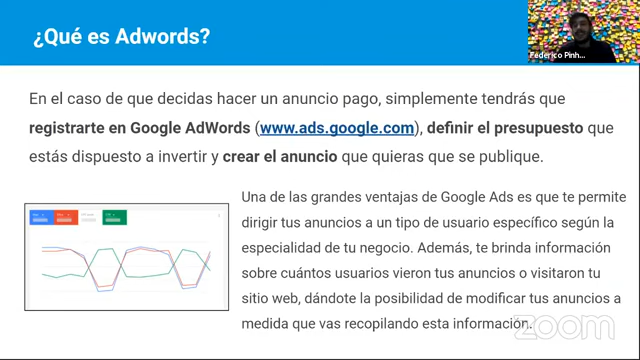 ¿Qué es Adwords?
Federico Pinh...
En el caso de que decidas hacer un anuncio pago, simplemente tendrás que
registrarte en Google AdWords (www.ads.google.com), definir el presupuesto que
estás dispuesto a invertir y crear el anuncio que quieras que se publique.
Una de las grandes ventajas de Google Ads es que te permite
dirigir tus anuncios a un tipo de usuario específico según la
especialidad de tu negocio. Además, te brinda información
sobre cuántos usuarios vieron tus anuncios o visitaron tu
sitio web, dándote la posibilidad de modificar tus anuncios a
medida que vas recopilando esta información.
zoom